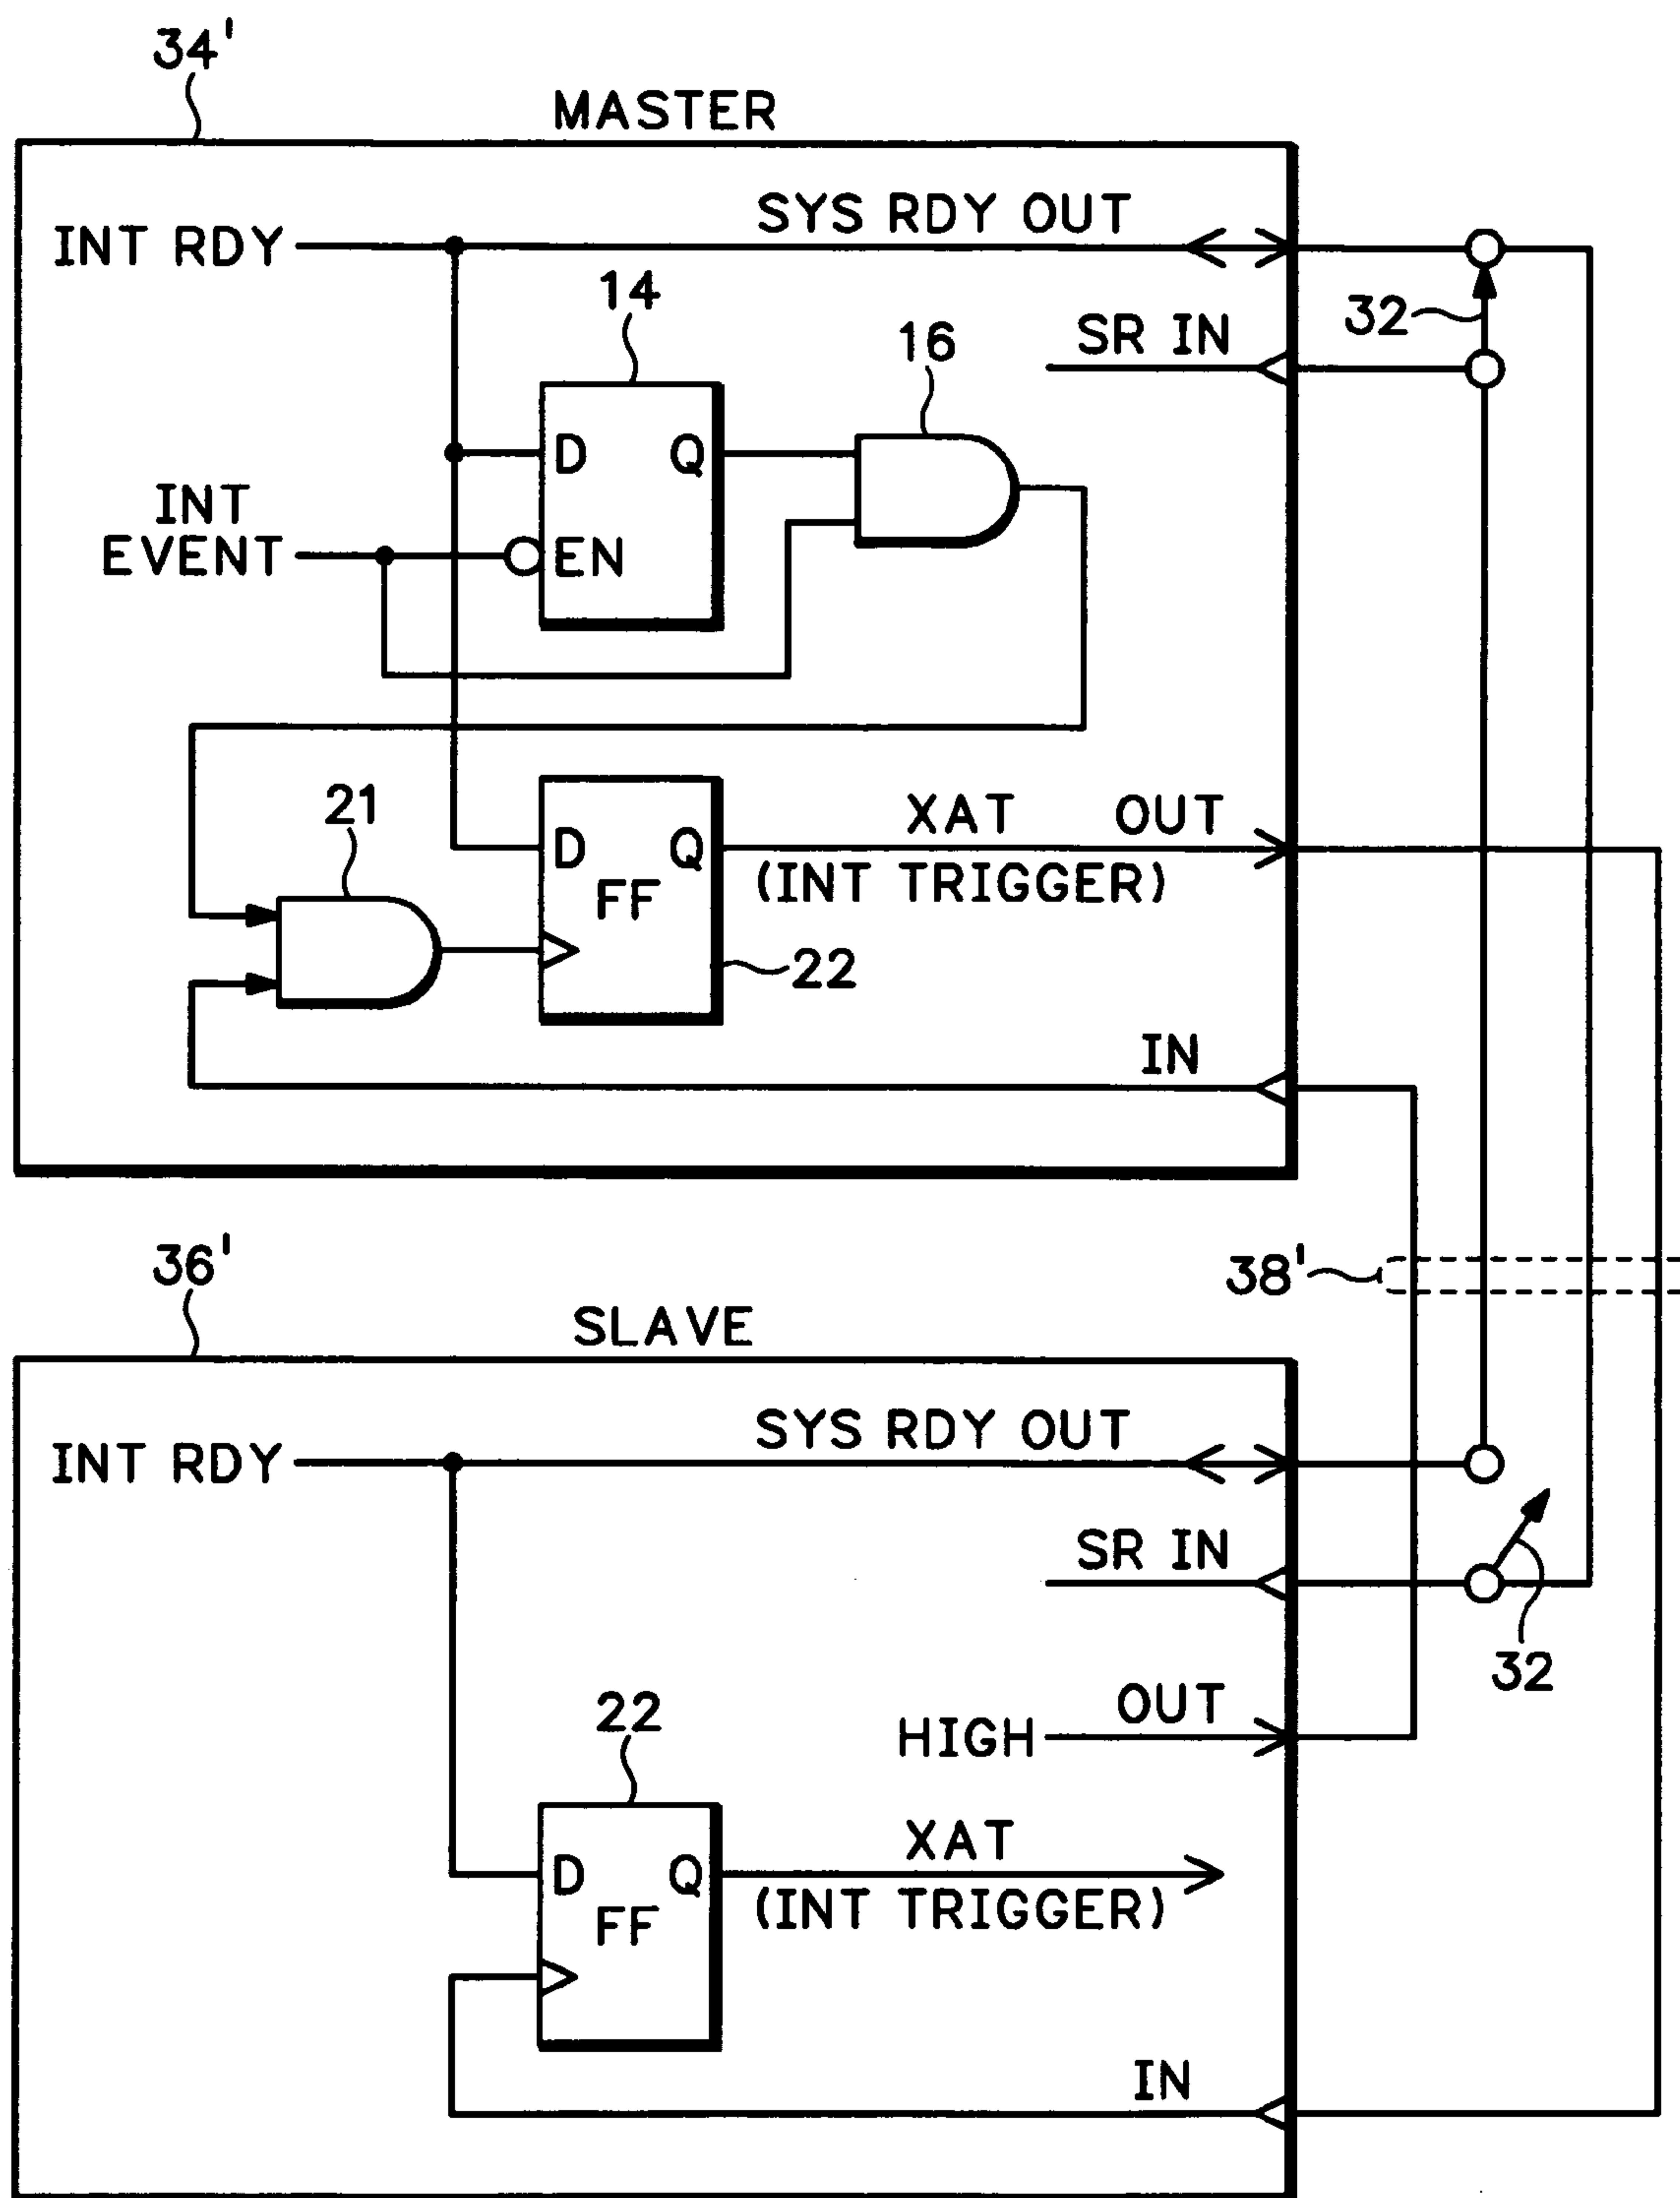 34'
MASTER
INT RDY
SYS RDY OUT
14
32
SR IN
16
D Q
INT
EVENT
EN
21
XAT OUT
D Q
(INT TRIGGER)
FF
22
IN
36'
38'
SLAVE
SYS RDY OUT
INT RDY
SR IN
32
22
OUT
HIGH
XAT
D Q
(INT TRIGGER)
FF
IN